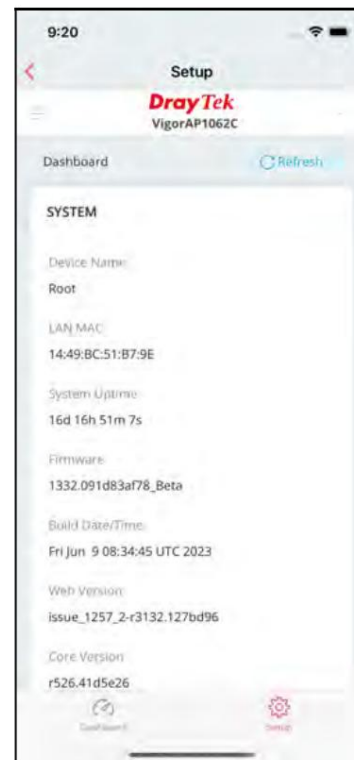 9:20
Setup
DrayTek
VigorAP1062C
Dashboard
Refresh
SYSTEM
Device Name
Root
LAN MAC
14:49:BC:51:B7:9E
System Uptime
16d 16h 51m 7s
Firmware
1332.091d83af78_Beta
Build Date/Time
Fri Jun 9 08:34:45 UTC 2023
Web Version
issue_1257_2-r3132.127bd96
Core Version
r526.41d5e26
Dashboard
Setup